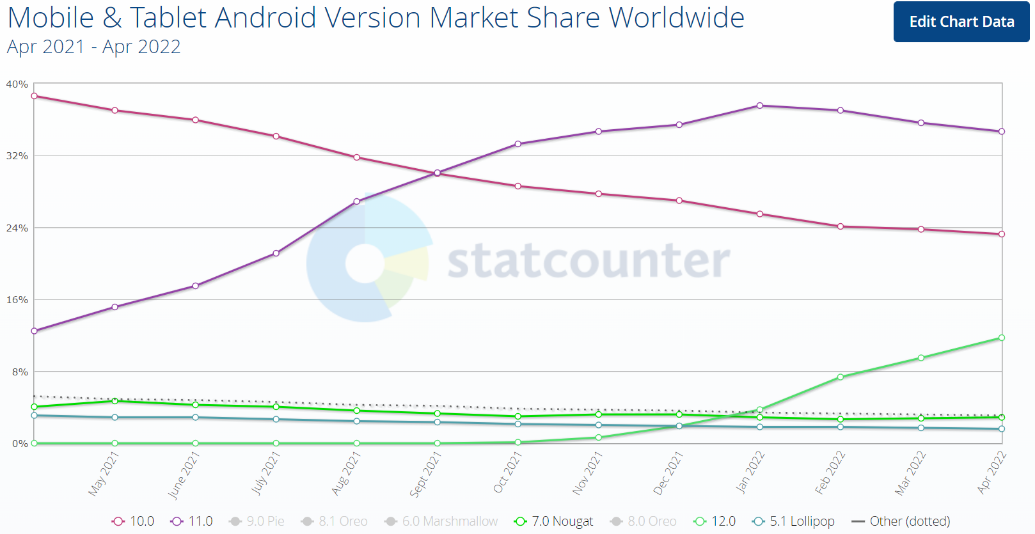 Mobile & Tablet Android Version Market Share Worldwide
Edit Chart Data
Apr 2021 - Apr 2022
40%
32%
24%
16%
8%
0%
statcounter
May 2021
June 2021
July 2021
Aug 2021
Sept 2021
Oct 2021
Nov 2021
Dec 2021
Jan 2022
Feb 2022
Mar 2022
Apr 2022
10.0 11.0 9.0 Pie 8.1 Oreo 6.0 Marshmallow 7.0 Nougat 8.0 Oreo 12.0 5.1 Lollipop Other (dotted)